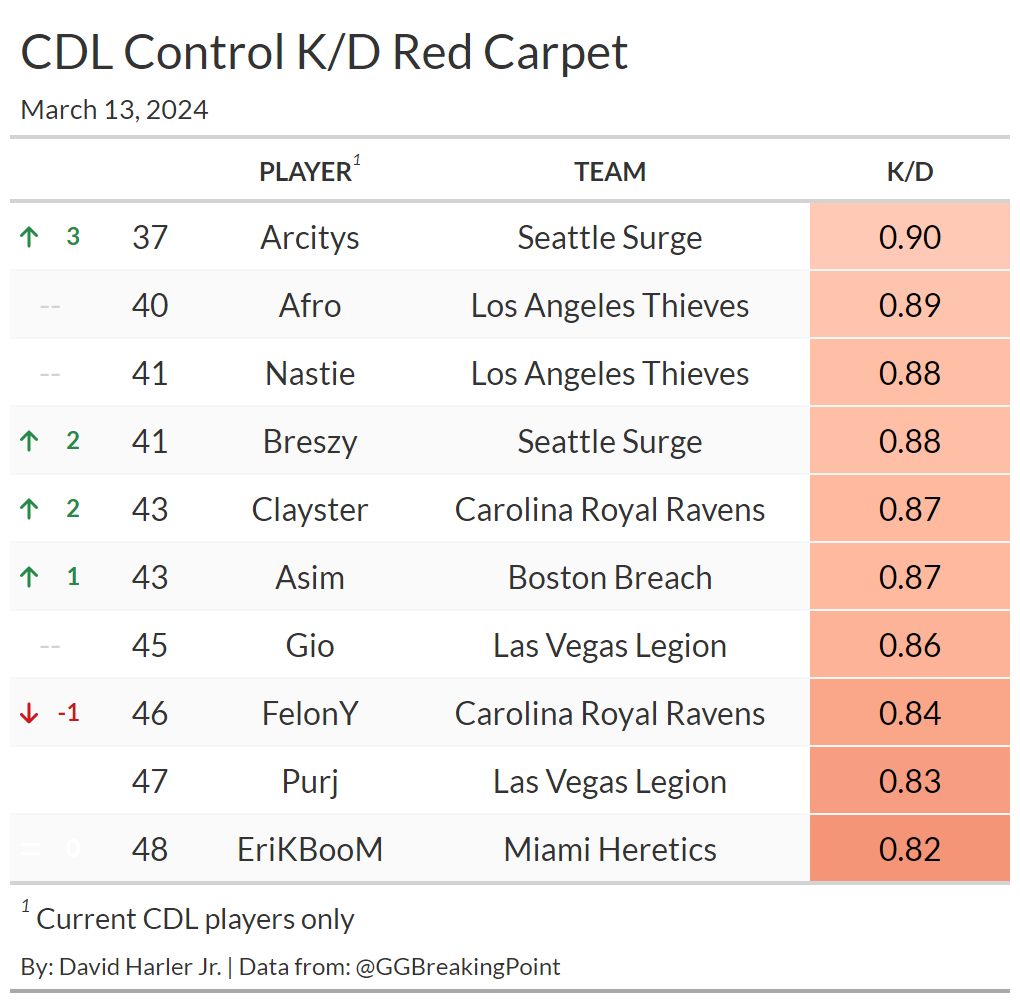 CDL Control K/D Red Carpet
March 13, 2024
PLAYER¹ TEAM K/D
↑ 3 37 Arcitys Seattle Surge 0.90
-- 40 Afro Los Angeles Thieves 0.89
-- 41 Nastie Los Angeles Thieves 0.88
↑ 2 41 Breszy Seattle Surge 0.88
↑ 2 43 Clayster Carolina Royal Ravens 0.87
↑ 1 43 Asim Boston Breach 0.87
-- 45 Gio Las Vegas Legion 0.86
↓ -1 46 FelonY Carolina Royal Ravens 0.84
47 Purj Las Vegas Legion 0.83
= 0 48 EriKBooM Miami Heretics 0.82
¹ Current CDL players only
By: David Harler Jr. | Data from: @GGBreakingPoint